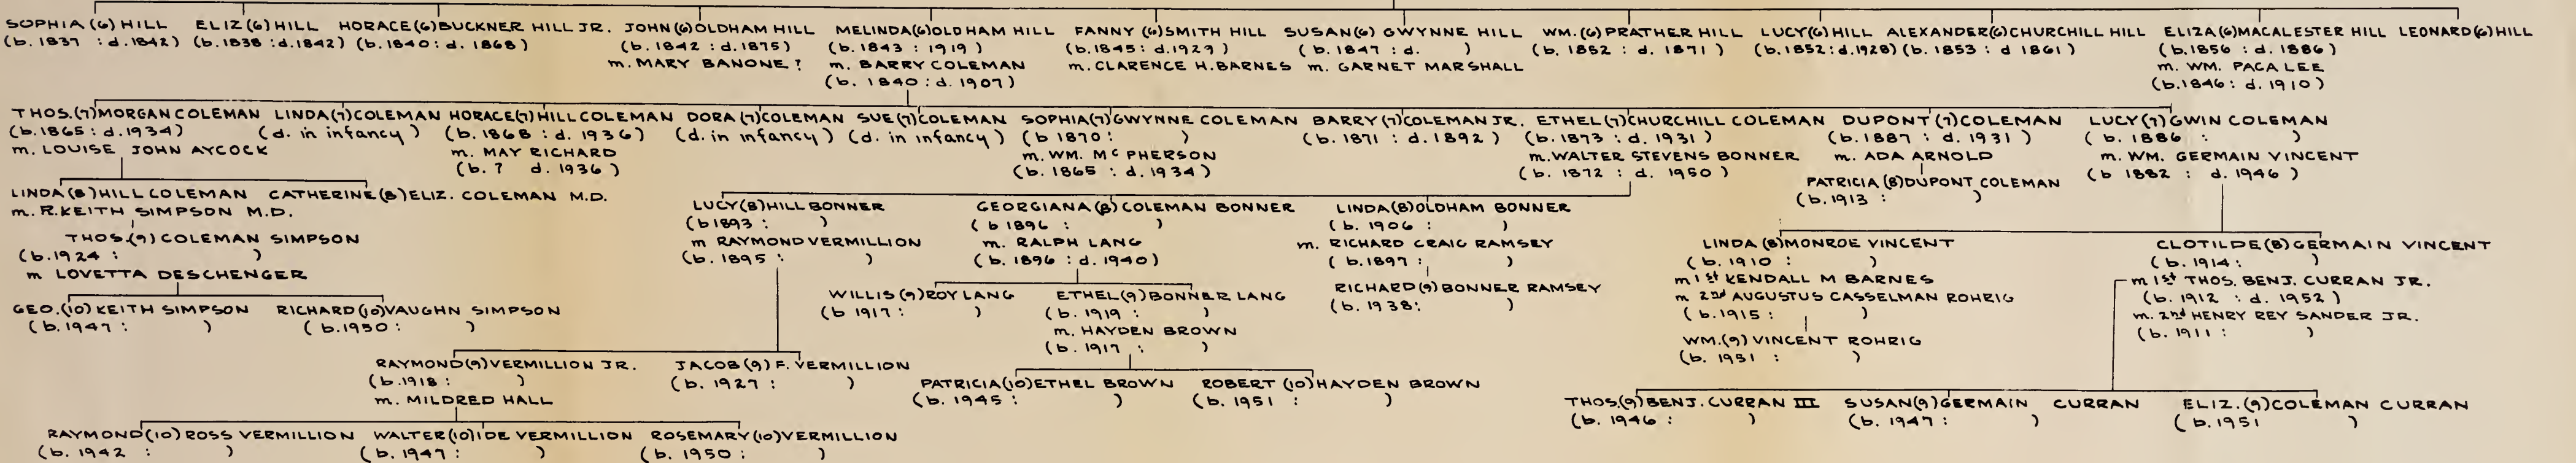 SOPHIA (6) HILL ELIZ (6) HILL HORACE (6) BUCKNER HILL JR. JOHN (6) OLDHAM HILL MELINDA (6) OLDHAM HILL FANNY (6) SMITH HILL SUSAN (6) GWYNNE HILL WM. (6) PRATHER HILL LUCY (6) HILL ALEXANDER (6) CHURCHILL HILL ELIZA (6) MACALESTER HILL LEONARD (6) HILL
(b. 1837 : d. 1842) (b. 1838 : d. 1842) (b. 1840 : d. 1868) (b. 1842 : d. 1875) (b. 1843 : 1919) (b. 1845 : d. 1929) (b. 1847 : d. ) (b. 1852 : d. 1871) (b. 1852 : d. 1928) (b. 1853 : d 1861) (b. 1856 : d. 1886)
m. MARY BANONE ? m. BARRY COLEMAN m. CLARENCE H. BARNES m. GARNET MARSHALL m. WM. PACA LEE
(b. 1840 : d. 1907) (b. 1846 : d. 1910)
THOS. (7) MORGAN COLEMAN LINDA (7) COLEMAN HORACE (7) HILL COLEMAN DORA (7) COLEMAN SUE (7) COLEMAN SOPHIA (7) GWYNNE COLEMAN BARRY (7) COLEMAN JR. ETHEL (7) CHURCHILL COLEMAN DUPONT (7) COLEMAN LUCY (7) GWIN COLEMAN
(b. 1865 : d. 1934) (d. in infancy) (b. 1868 : d. 1936) (d. in infancy) (d. in infancy) (b 1870 : ) (b. 1871 : d. 1892) (b. 1873 : d. 1931) (b. 1887 : d. 1931) (b. 1886 : )
m. LOUISE JOHN AYCOCK m. MAY RICHARD m. WM. McPHERSON m. WALTER STEVENS BONNER m. ADA ARNOLD m. WM. GERMAIN VINCENT
(b. ? d. 1936) (b. 1865 : d. 1934) (b. 1872 : d. 1950) (b 1882 : d. 1946)
PATRICIA (8) DUPONT COLEMAN
(b. 1913 : )
LINDA (8) HILL COLEMAN CATHERINE (8) ELIZ. COLEMAN M.D.
m. R. KEITH SIMPSON M.D.
LUCY (8) HILL BONNER GEORGIANA (8) COLEMAN BONNER LINDA (8) OLDHAM BONNER
(b 1893 : ) (b 1896 : ) (b. 1906 : )
m RAYMOND VERMILLION m. RALPH LANG m. RICHARD CRAIG RAMSEY
(b. 1895 : ) (b. 1896 : d. 1940) (b. 1897 : )
THOS. (9) COLEMAN SIMPSON
(b. 1924 : )
m LOVETTA DESCHENGER
LINDA (8) MONROE VINCENT CLOTILDE (8) GERMAIN VINCENT
(b. 1910 : ) (b. 1914 : )
m 1st KENDALL M BARNES m 1st THOS. BENJ. CURRAN JR.
m 2nd AUGUSTUS CASSELMAN ROHRIG (b. 1912 : d. 1952)
(b. 1915 : ) m. 2nd HENRY REY SANDER JR.
(b. 1911 : )
WILLIS (9) ROY LANG ETHEL (9) BONNER LANG RICHARD (9) BONNER RAMSEY
(b 1917 : ) (b. 1919 : ) (b. 1938 : )
m. HAYDEN BROWN
(b. 1917 : )
GEO. (10) KEITH SIMPSON RICHARD (10) VAUGHN SIMPSON
(b. 1947 : ) (b. 1950 : )
WM. (9) VINCENT ROHRIG
(b. 1951 : )
RAYMOND (9) VERMILLION JR. JACOB (9) F. VERMILLION
(b. 1918 : ) (b. 1927 : )
m. MILDRED HALL
PATRICIA (10) ETHEL BROWN ROBERT (10) HAYDEN BROWN
(b. 1945 : ) (b. 1951 : )
THOS. (9) BENJ. CURRAN III SUSAN (9) GERMAIN CURRAN ELIZ. (9) COLEMAN CURRAN
(b. 1946 : ) (b. 1947 : ) (b. 1951 )
RAYMOND (10) ROSS VERMILLION WALTER (10) IDE VERMILLION ROSEMARY (10) VERMILLION
(b. 1942 : ) (b. 1947 : ) (b. 1950 : )